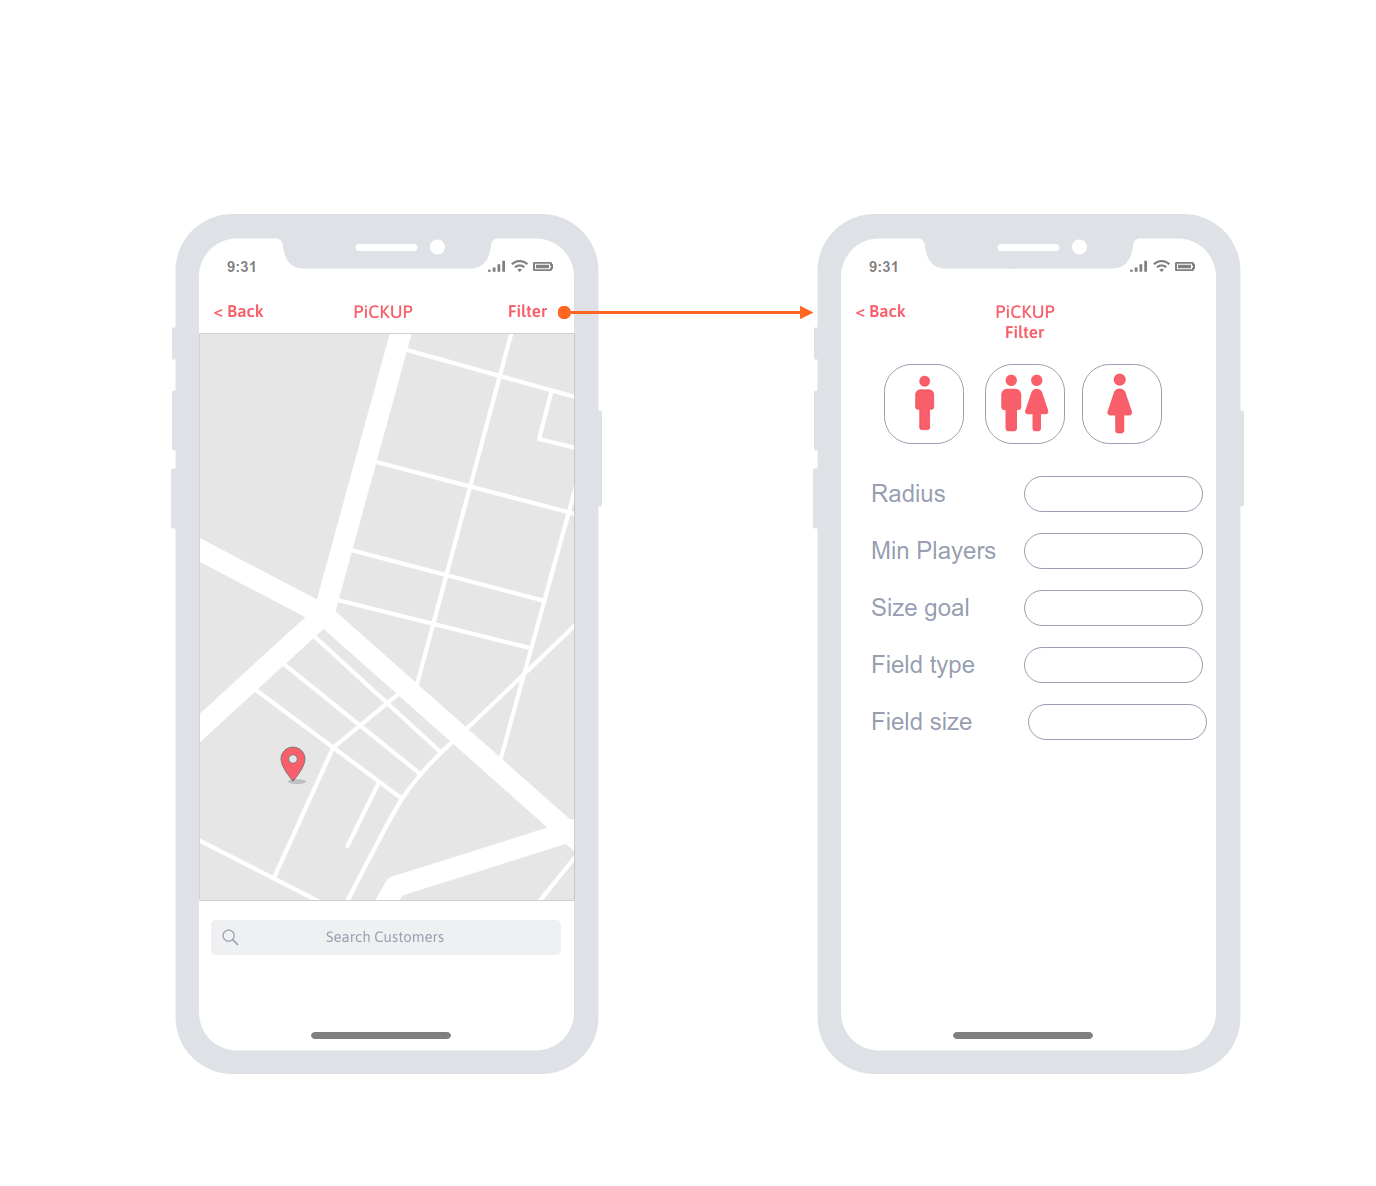 9:31
< Back
PiCKUP
Filter
Search Customers
9:31
< Back
PiCKUP
Filter
Radius
Min Players
Size goal
Field type
Field size